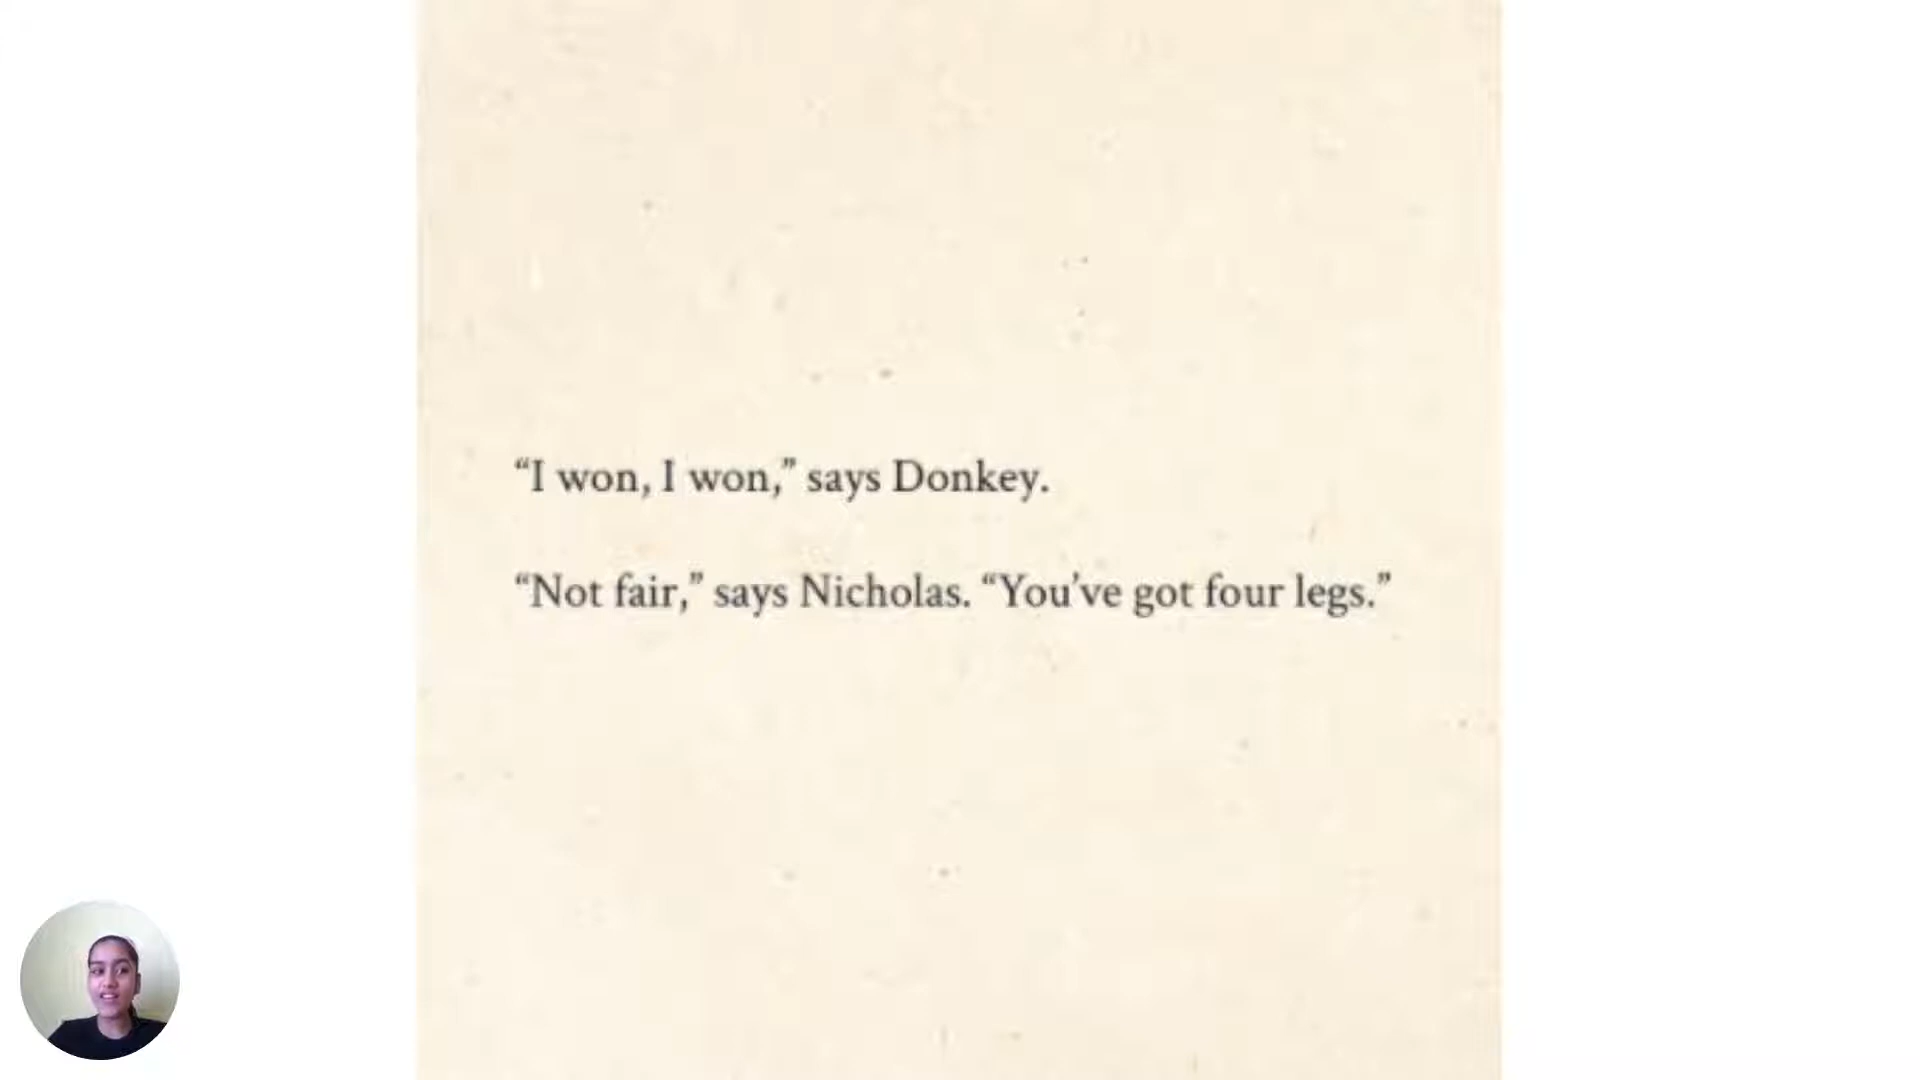 “I won, I won,” says Donkey.
“Not fair,” says Nicholas. “You’ve got four legs.”